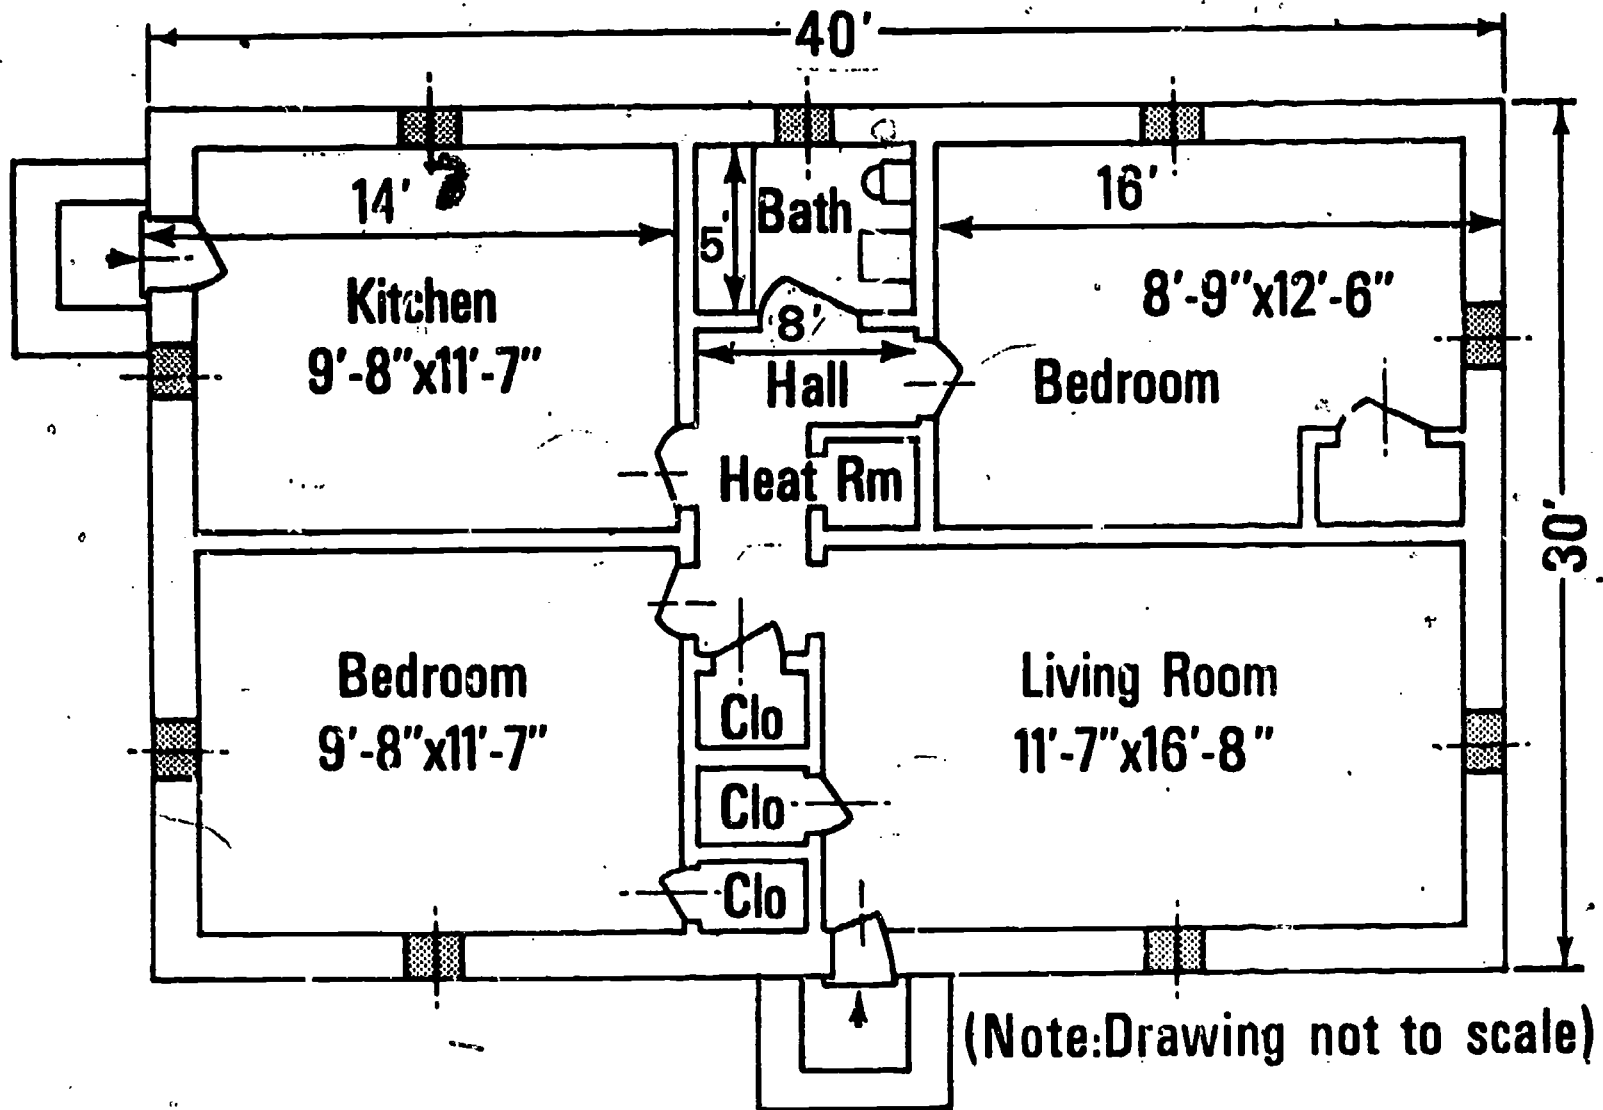 40'
14'
5'
Bath
16'
Kitchen
9'-8"x11'-7"
8'
Hall
8'-9"x12'-6"
Bedroom
Heat Rm
30'
Bedroom
9'-8"x11'-7"
Living Room
11'-7"x16'-8"
Clo
Clo
Clo
(Note:Drawing not to scale)